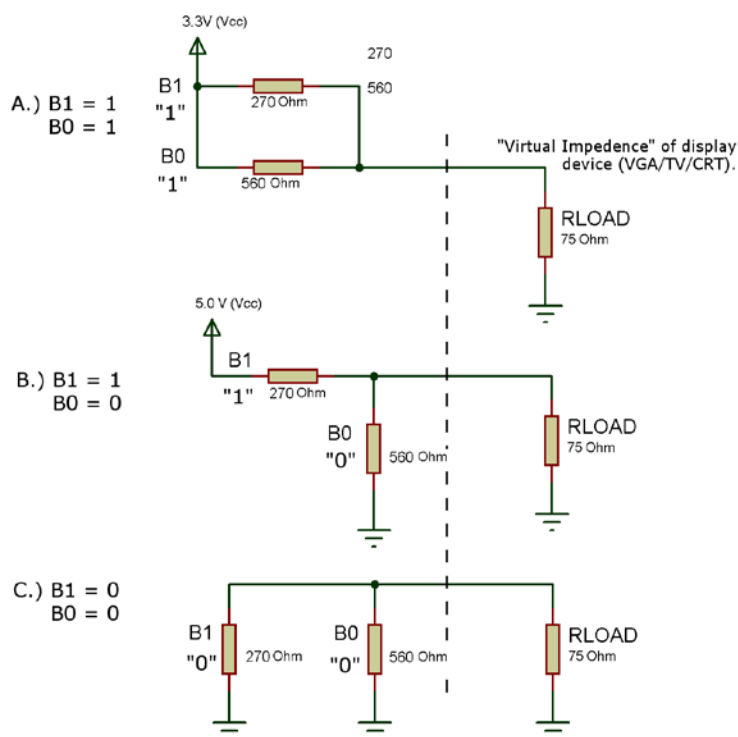 3.3V (Vcc)
270
560
A.) B1 = 1
B0 = 1
B1
"1"
270 Ohm
B0
"1"
560 Ohm
"Virtual Impedence" of display
device (VGA/TV/CRT).
RLOAD
75 Ohm
5.0 V (Vcc)
B.) B1 = 1
B0 = 0
B1
"1"
270 Ohm
B0
"0"
560 Ohm
RLOAD
75 Ohm
C.) B1 = 0
B0 = 0
B1
"0"
270 Ohm
B0
"0"
560 Ohm
RLOAD
75 Ohm